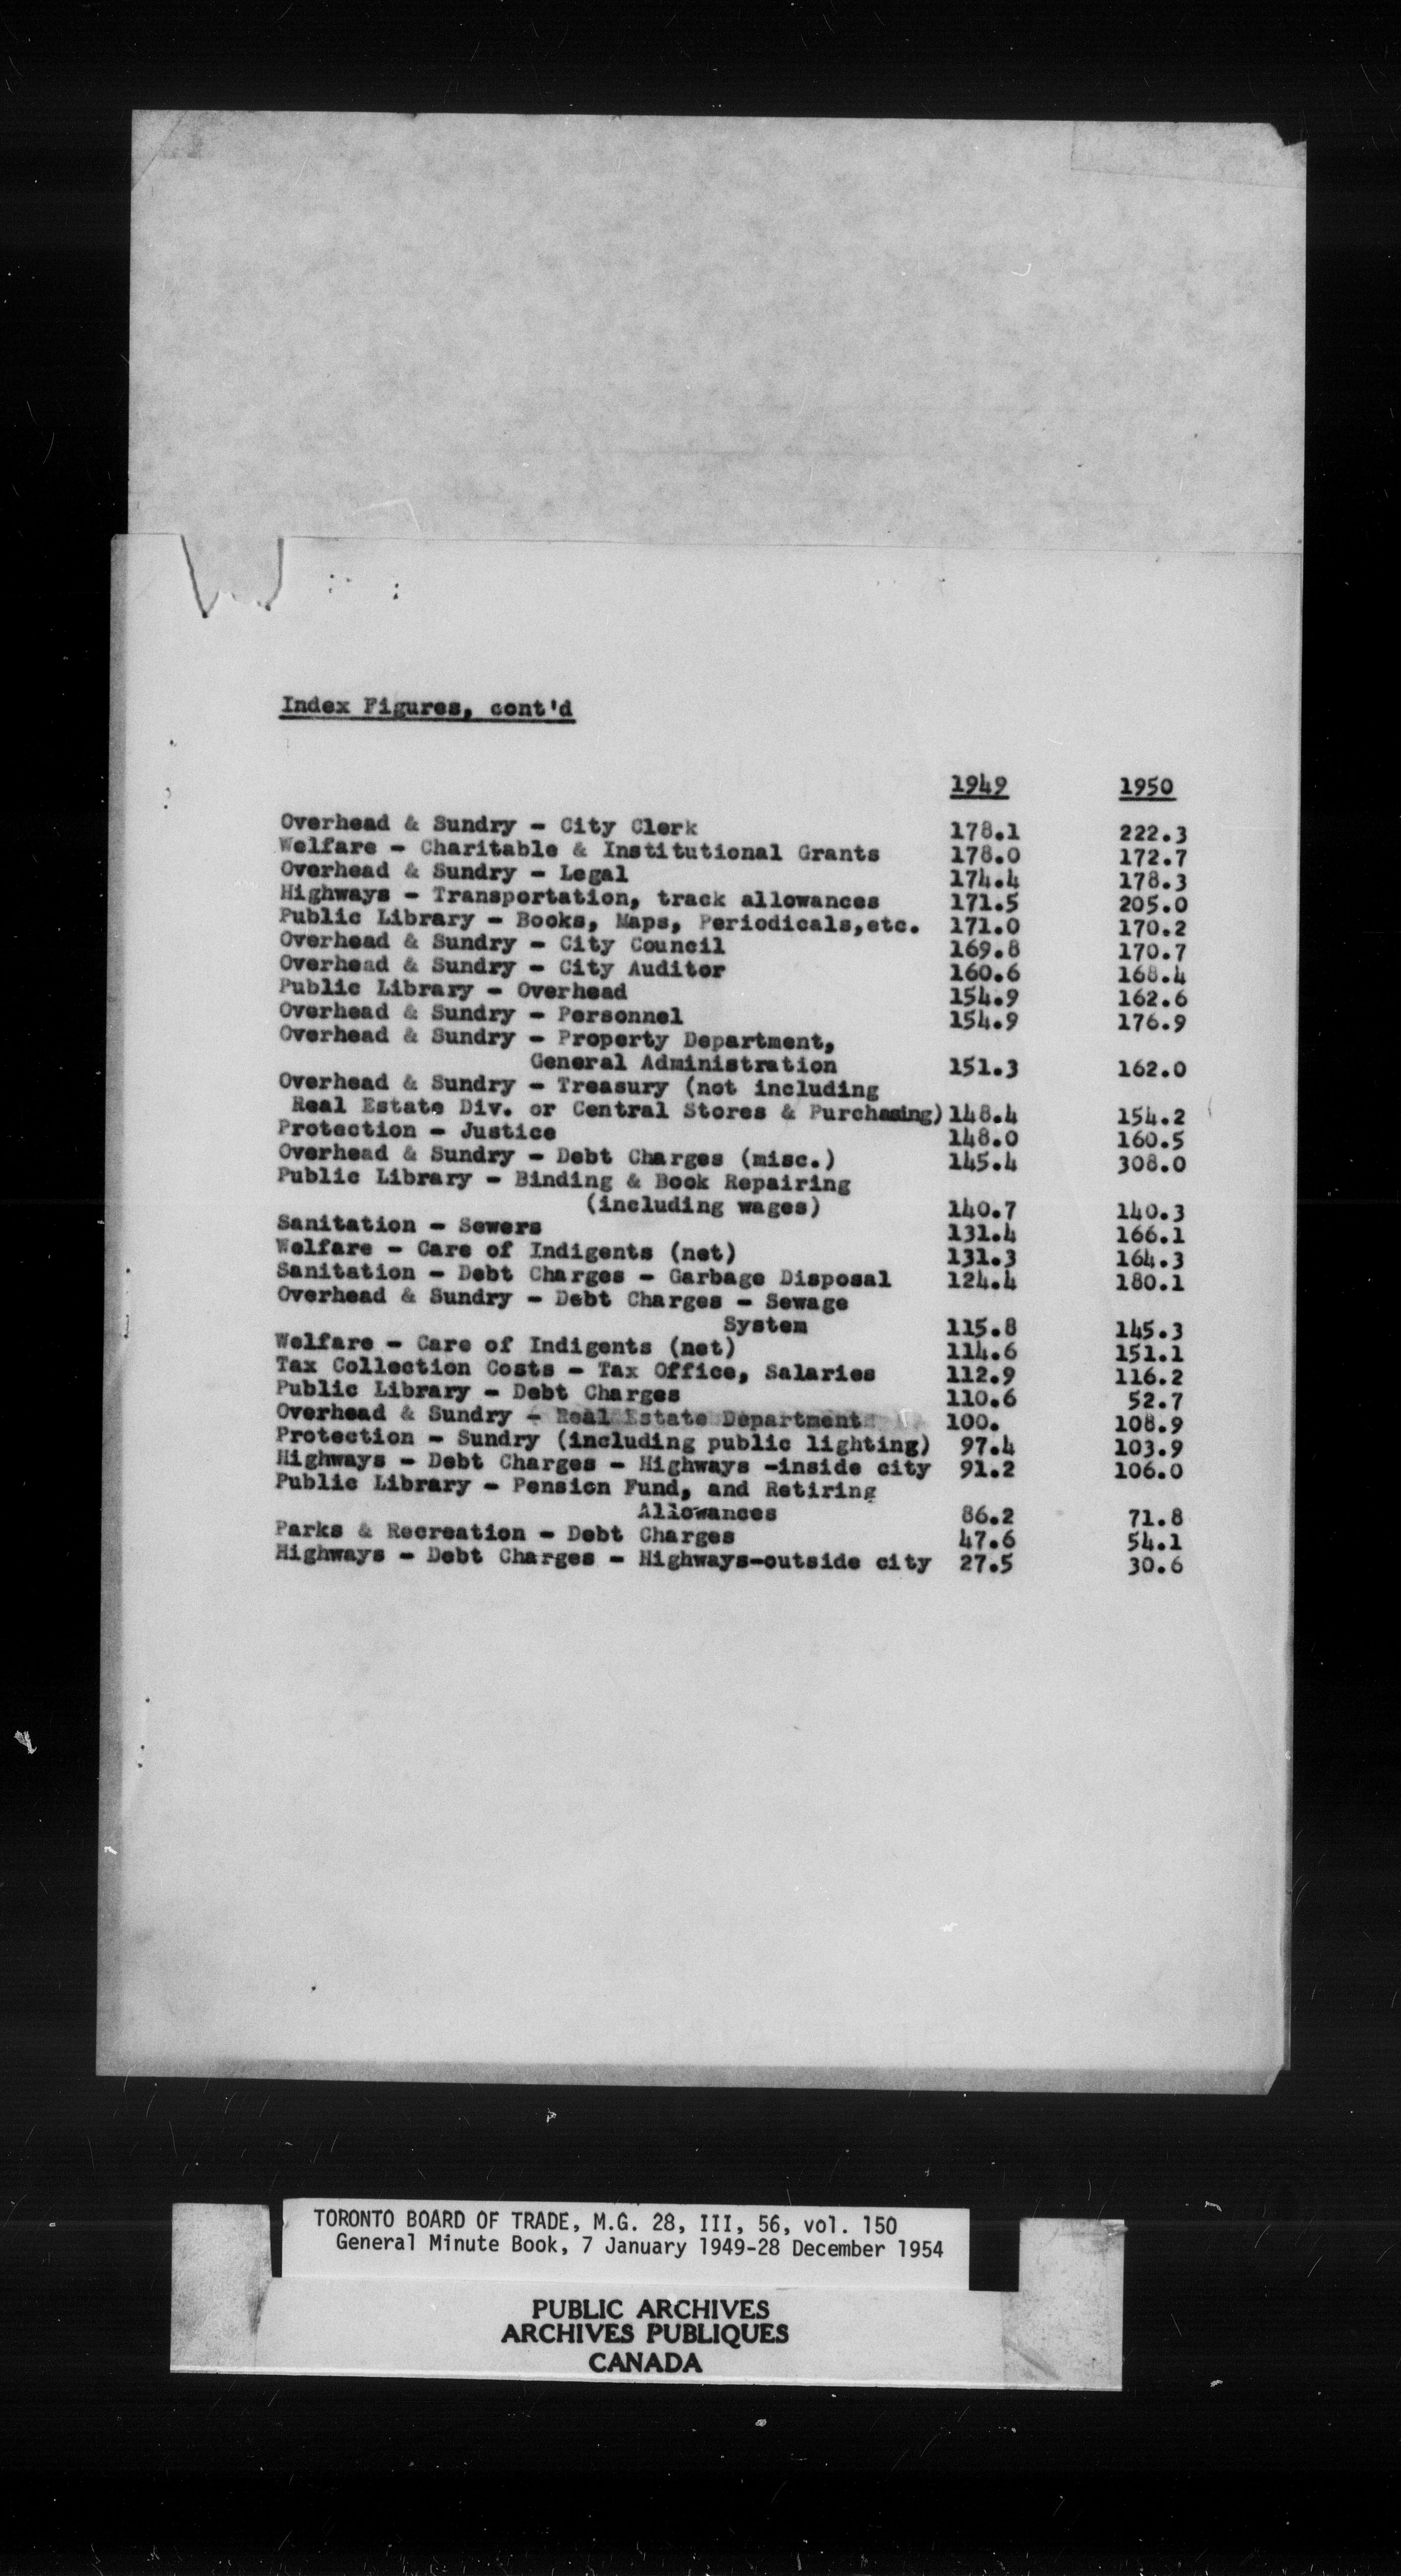 Index Figures, cont'd
1949 1950
Overhead & Sundry - City Clerk 178.1 222.3
Welfare - Charitable & Institutional Grants 178.0 172.7
Overhead & Sundry - Legal 174.4 178.3
Highways - Transportation, track allowances 171.5 205.0
Public Library - Books, Maps, Periodicals,etc. 171.0 170.2
Overhead & Sundry - City Council 169.8 170.7
Overhead & Sundry - City Auditor 160.6 168.4
Public Library - Overhead 154.9 162.6
Overhead & Sundry - Personnel 154.9 176.9
Overhead & Sundry - Property Department,
General Administration 151.3 162.0
Overhead & Sundry - Treasury (not including
Real Estate Div. or Central Stores & Purchasing) 148.4 154.2
Protection - Justice 148.0 160.5
Overhead & Sundry - Debt Charges (misc.) 145.4 308.0
Public Library - Binding & Book Repairing
(including wages) 140.7 140.3
Sanitation - Sewers 131.4 166.1
Welfare - Care of Indigents (net) 131.3 164.3
Sanitation - Debt Charges - Garbage Disposal 124.4 180.1
Overhead & Sundry - Debt Charges - Sewage
System 115.8 145.3
Welfare - Care of Indigents (net) 114.6 151.1
Tax Collection Costs - Tax Office, Salaries 112.9 116.2
Public Library - Debt Charges 110.6 52.7
Overhead & Sundry - Real Estate Department 100. 108.9
Protection - Sundry (including public lighting) 97.4 103.9
Highways - Debt Charges - Highways -inside city 91.2 106.0
Public Library - Pension Fund, and Retiring
Allowances 86.2 71.8
Parks & Recreation - Debt Charges 47.6 54.1
Highways - Debt Charges - Highways-outside city 27.5 30.6
TORONTO BOARD OF TRADE, M.G. 28, III, 56, vol. 150
General Minute Book, 7 January 1949-28 December 1954
PUBLIC ARCHIVES
ARCHIVES PUBLIQUES
CANADA